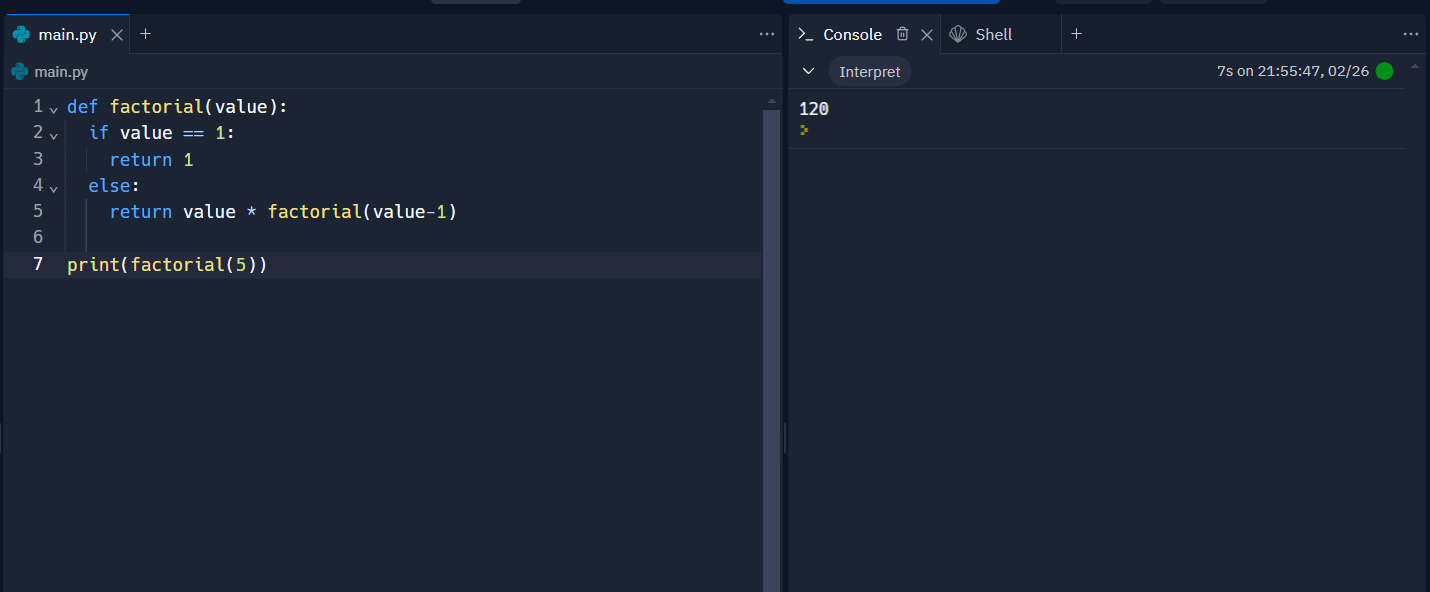 main.py
main.py
1 def factorial(value):
2   if value == 1:
3     return 1
4   else:
5     return value * factorial(value-1)
6
7 print(factorial(5))
Console
Shell
Interpret
7s on 21:55:47, 02/26
120
>